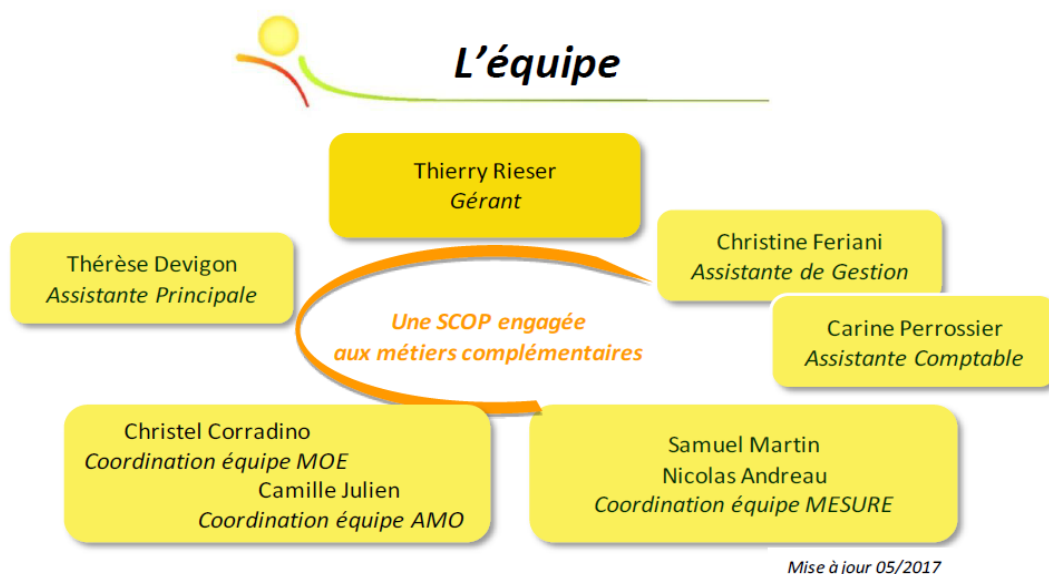 L'équipe
Thierry Rieser
Gérant
Christine Feriani
Assistante de Gestion
Thérèse Devigon
Assistante Principale
Une SCOP engagée
aux métiers complémentaires
Carine Perrossier
Assistante Comptable
Christel Corradino
Coordination équipe MOE
Camille Julien
Coordination équipe AMO
Samuel Martin
Nicolas Andreau
Coordination équipe MESURE
Mise à jour 05/2017